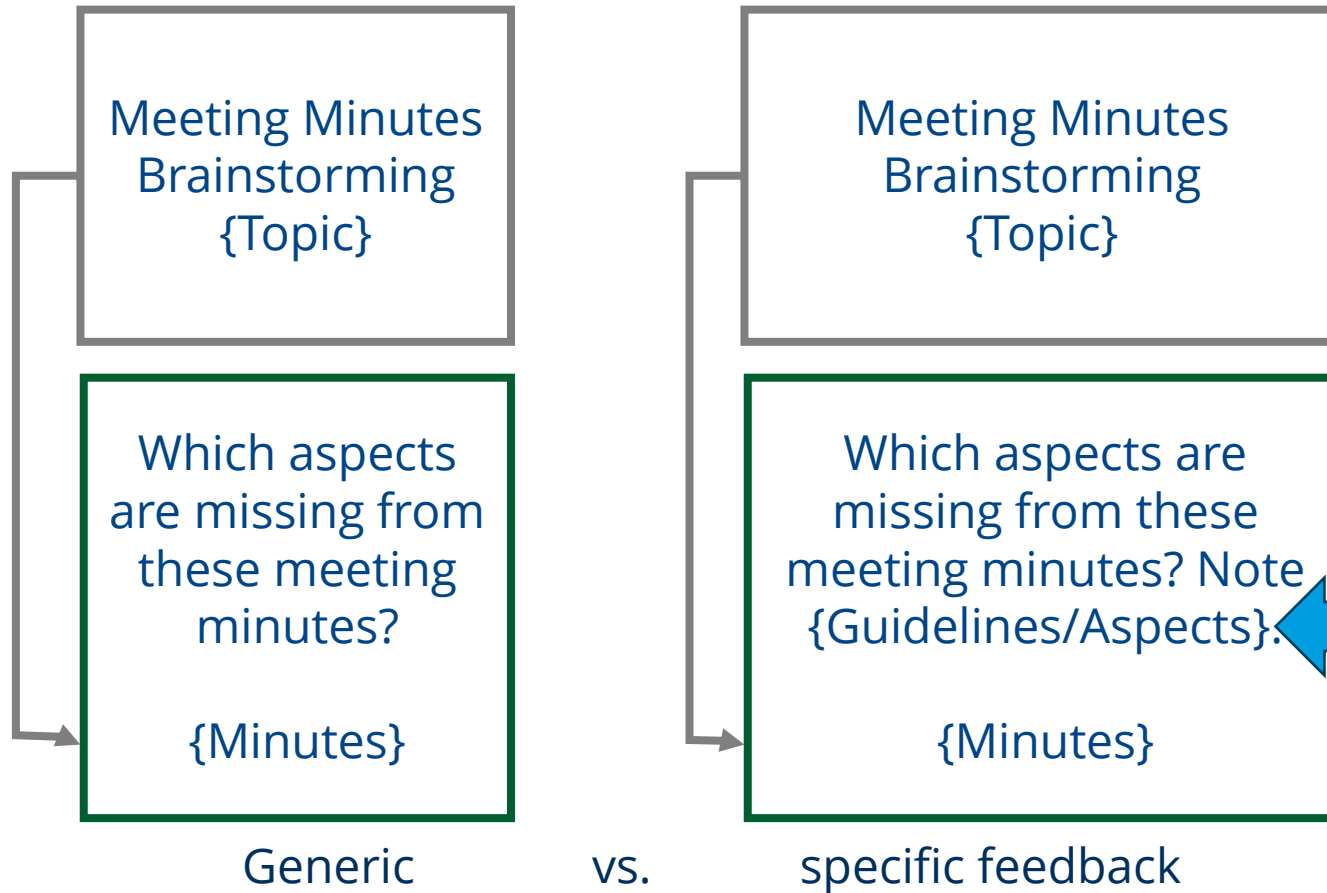 Meeting Minutes
Brainstorming
{Topic}
Which aspects
are missing from
these meeting
minutes?
{Minutes}
Meeting Minutes
Brainstorming
{Topic}
Which aspects are
missing from these
meeting minutes? Note
{Guidelines/Aspects}.
{Minutes}
Generic vs. specific feedback